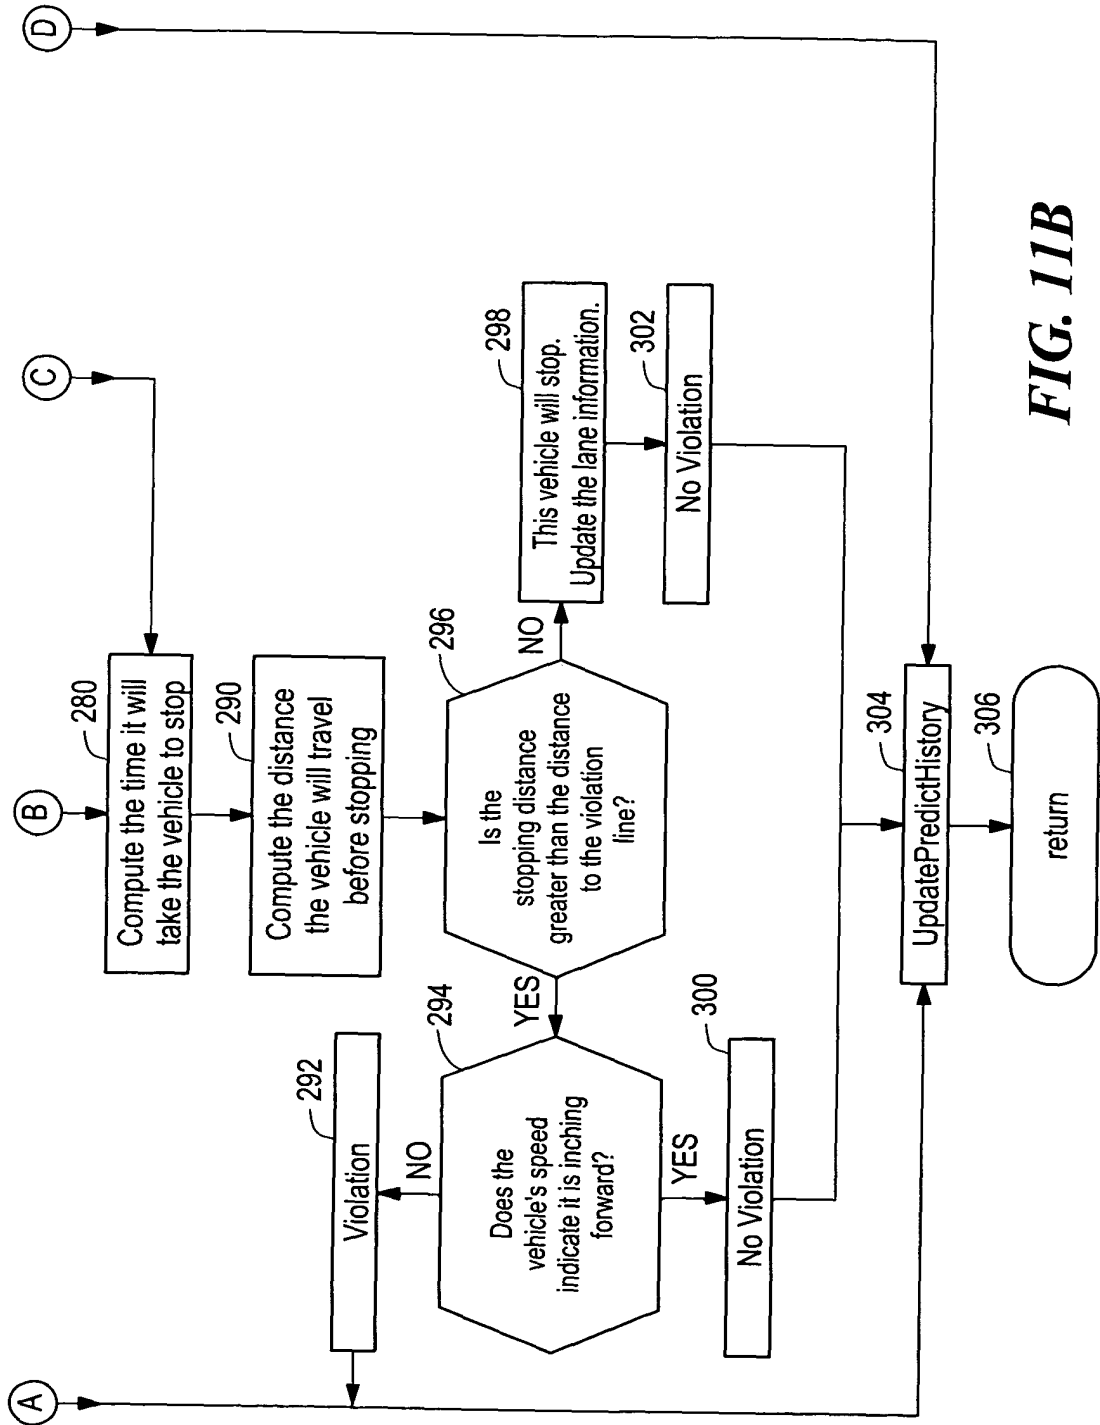 A
B
C
D
280
Compute the time it will
take the vehicle to stop
290
Compute the distance
the vehicle will travel
before stopping
296
Is the
stopping distance
greater than the distance
to the violation
line?
YES
NO
292
Violation
NO
294
Does the
vehicle's speed
indicate it is inching
forward?
YES
300
No Violation
298
This vehicle will stop.
Update the lane information.
302
No Violation
304
UpdatePredictHistory
306
return
FIG. 11B